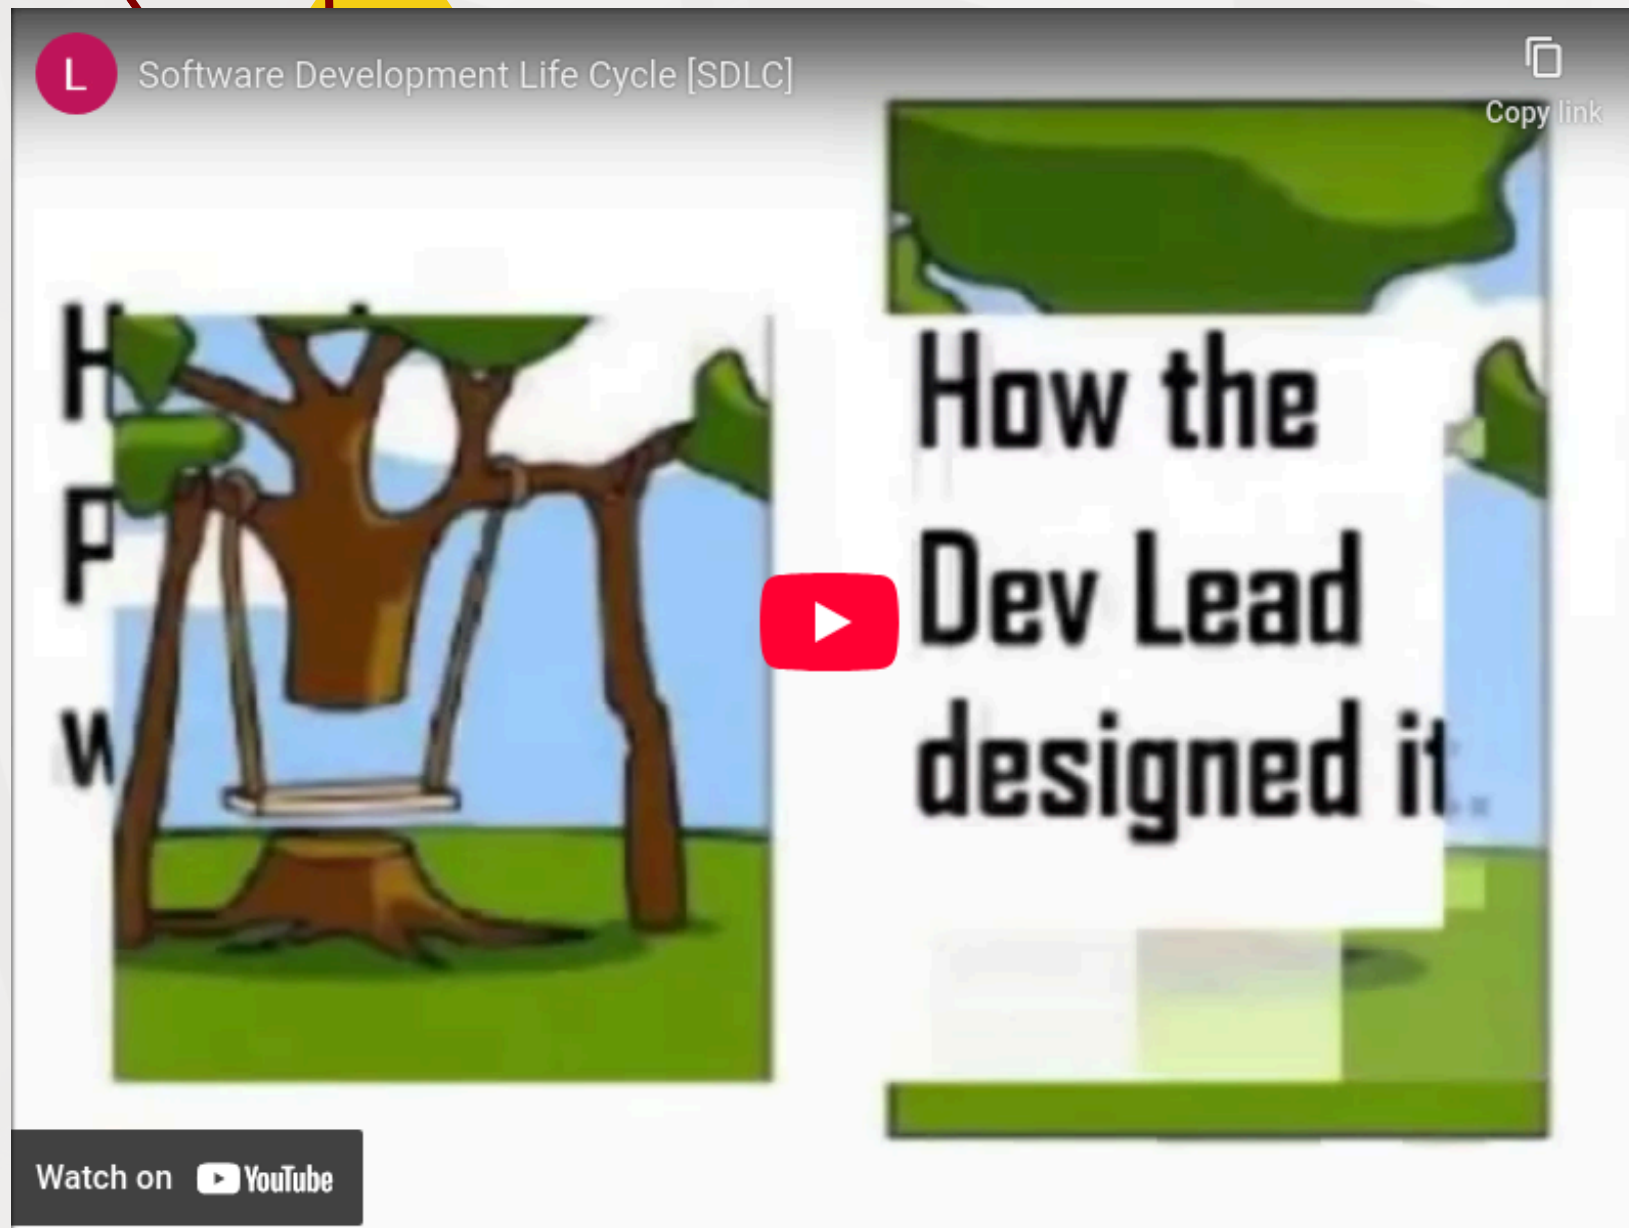 L
Software Development Life Cycle [SDLC]
Copy link
How the
Dev Lead
designed it
Watch on YouTube